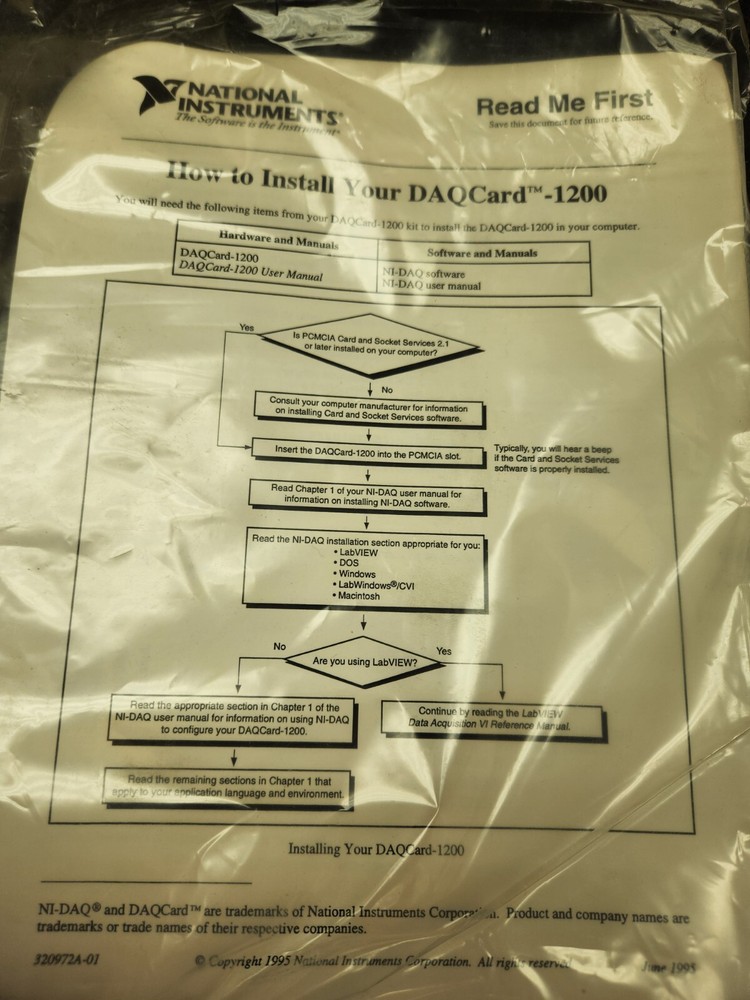 NATIONAL
INSTRUMENTS®
The Software is the Instrument®
Read Me First
Save this document for future reference.
How to Install Your DAQCard™-1200
You will need the following items from your DAQCard-1200 kit to install the DAQCard-1200 in your computer.
Hardware and Manuals
DAQCard-1200
DAQCard-1200 User Manual
Software and Manuals
NI-DAQ software
NI-DAQ user manual
Is PCMCIA Card and Socket Services 2.1
or later installed on your computer?
Yes
No
Consult your computer manufacturer for information
on installing Card and Socket Services software.
Insert the DAQCard-1200 into the PCMCIA slot.
Typically, you will hear a beep
if the Card and Socket Services
software is properly installed.
Read Chapter 1 of your NI-DAQ user manual for
information on installing NI-DAQ software.
Read the NI-DAQ installation section appropriate for you:
• LabVIEW
• DOS
• Windows
• LabWindows®/CVI
• Macintosh
Are you using LabVIEW?
No
Yes
Read the appropriate section in Chapter 1 of the
NI-DAQ user manual for information on using NI-DAQ
to configure your DAQCard-1200.
Continue by reading the LabVIEW
Data Acquisition VI Reference Manual.
Read the remaining sections in Chapter 1 that
apply to your application language and environment.
Installing Your DAQCard-1200
NI-DAQ® and DAQCard™ are trademarks of National Instruments Corporation. Product and company names are
trademarks or trade names of their respective companies.
320972A-01
© Copyright 1995 National Instruments Corporation. All rights reserved.
June 1995